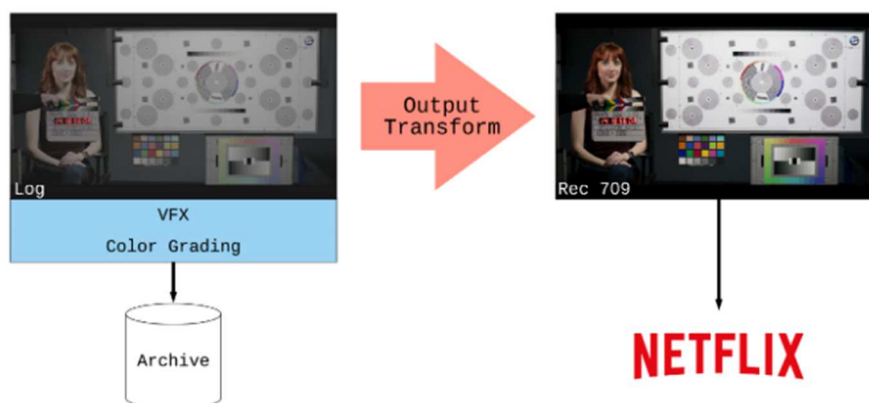 Output
Transform
Log
Rec 709
VFX
Color Grading
Archive
NETFLIX